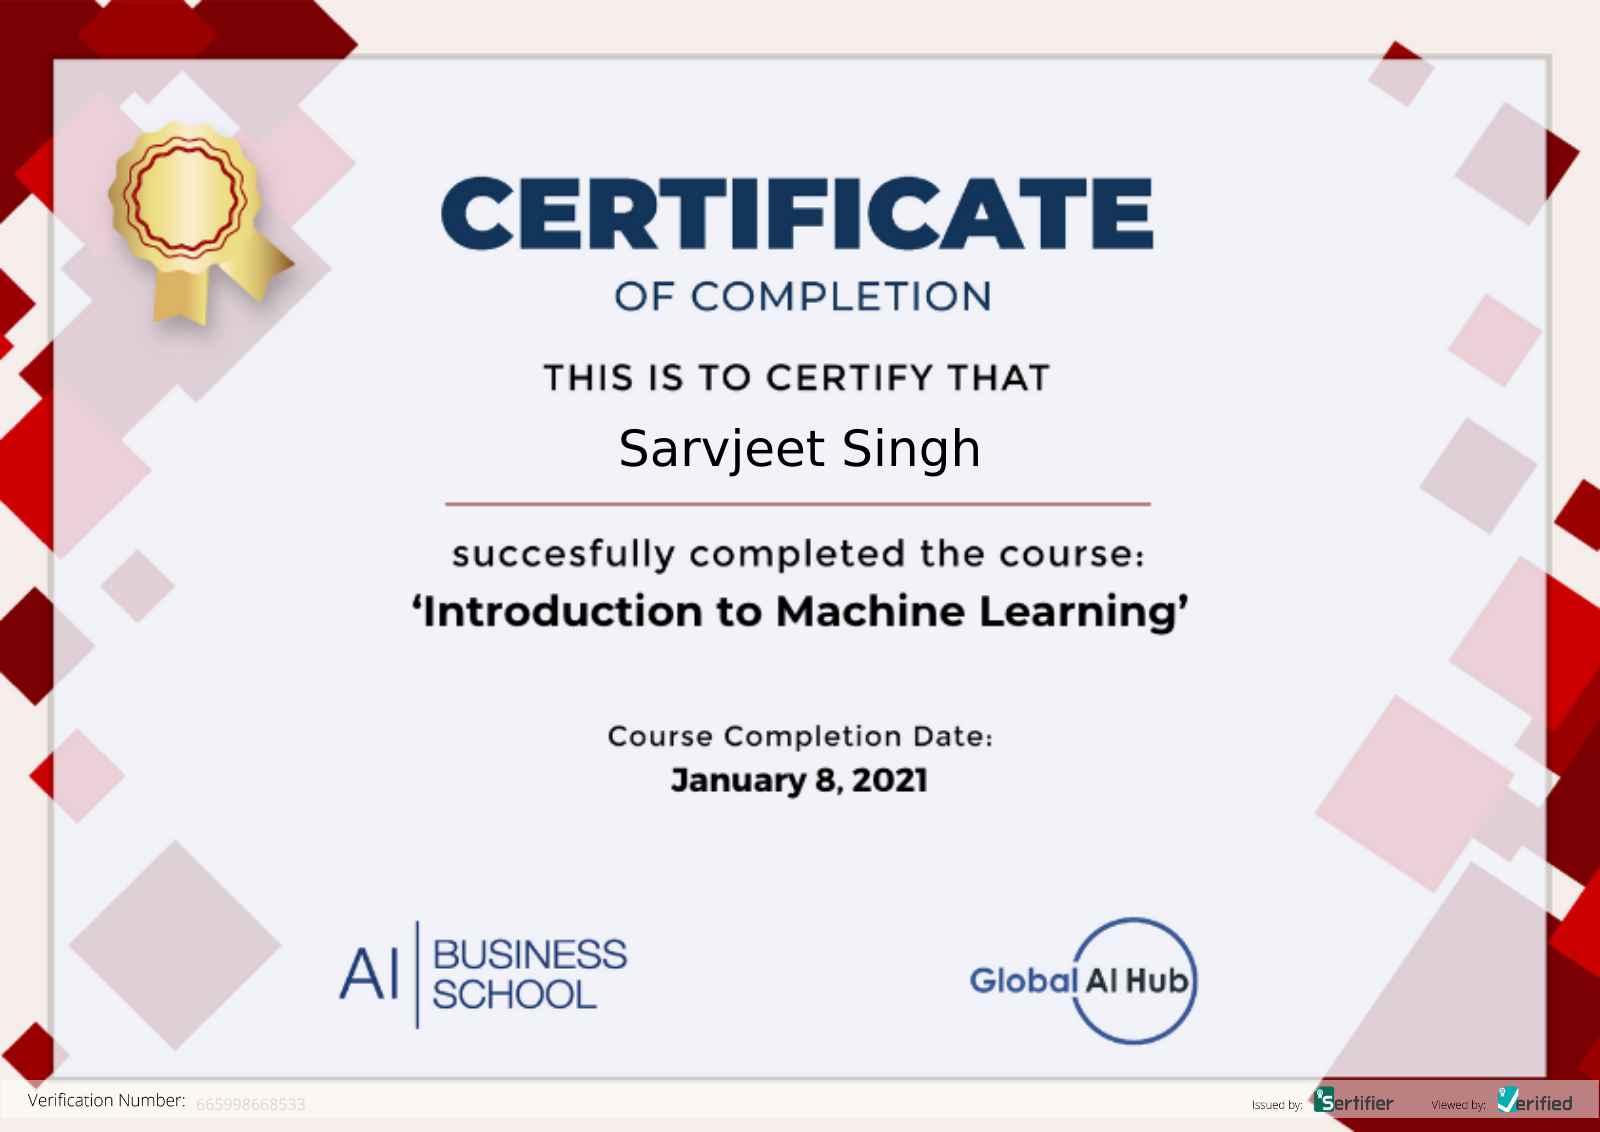 CERTIFICATE
OF COMPLETION
THIS IS TO CERTIFY THAT
Sarvjeet Singh
succesfully completed the course:
‘Introduction to Machine Learning’
Course Completion Date:
January 8, 2021
AI BUSINESS
SCHOOL
Global AI Hub
Verification Number: 665998668533
Issued by: Sertifier Viewed by: Verified